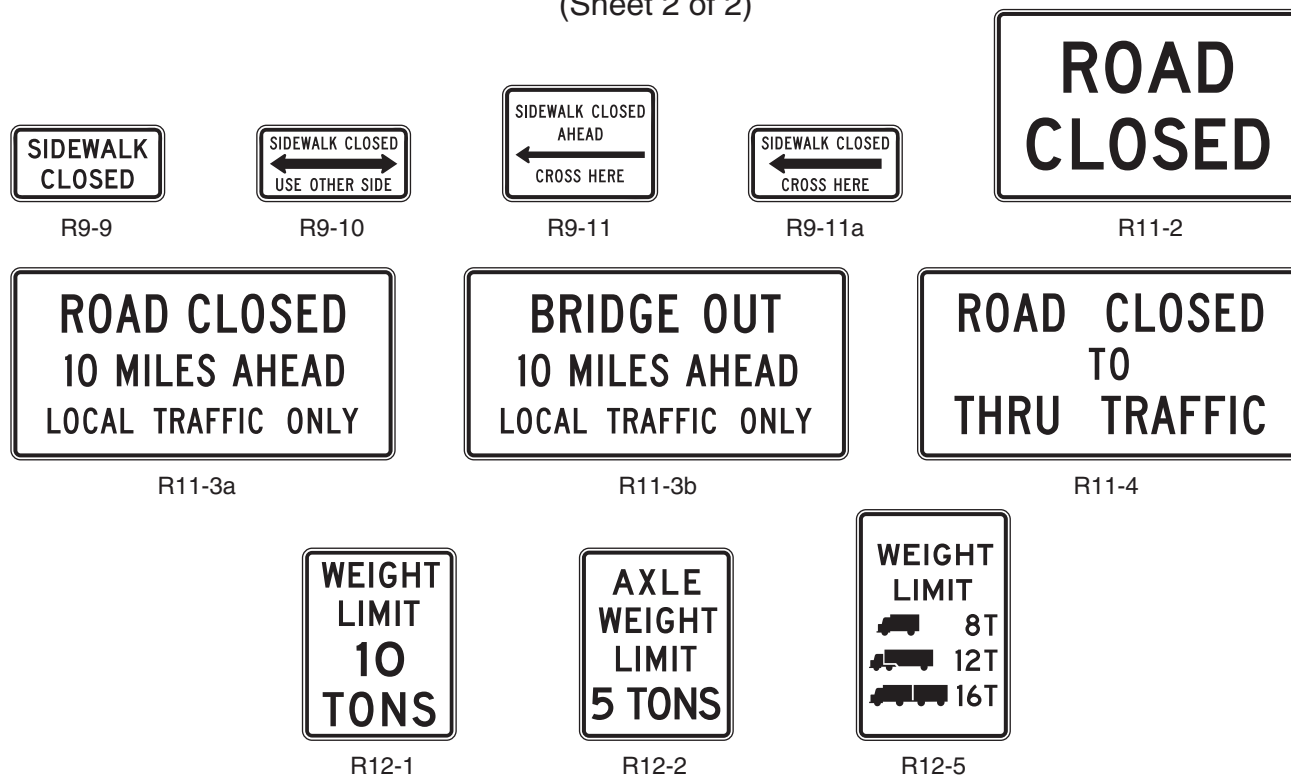 (Sheet 2 of 2)
SIDEWALK
CLOSED
R9-9
SIDEWALK CLOSED
USE OTHER SIDE
R9-10
SIDEWALK CLOSED
AHEAD
CROSS HERE
R9-11
SIDEWALK CLOSED
CROSS HERE
R9-11a
ROAD
CLOSED
R11-2
ROAD CLOSED
10 MILES AHEAD
LOCAL TRAFFIC ONLY
R11-3a
BRIDGE OUT
10 MILES AHEAD
LOCAL TRAFFIC ONLY
R11-3b
ROAD CLOSED
TO
THRU TRAFFIC
R11-4
WEIGHT
LIMIT
10
TONS
R12-1
AXLE
WEIGHT
LIMIT
5 TONS
R12-2
WEIGHT
LIMIT
8T
12T
16T
R12-5